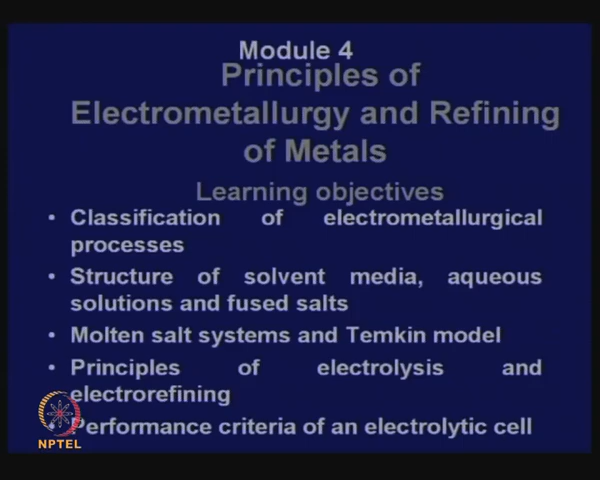 Module 4
Principles of
Electrometallurgy and Refining
of Metals
Learning objectives
• Classification of electrometallurgical
processes
• Structure of solvent media, aqueous
solutions and fused salts
• Molten salt systems and Temkin model
• Principles of electrolysis and
electrorefining
Performance criteria of an electrolytic cell
NPTEL